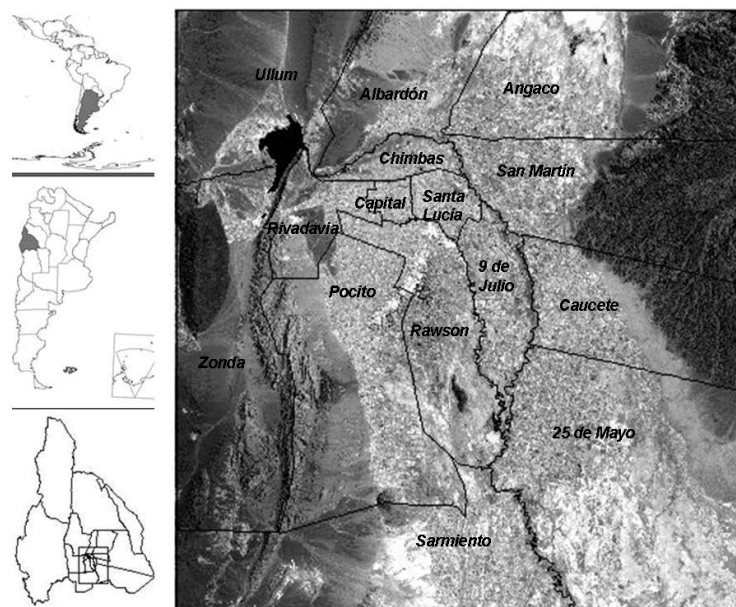 Ullum
Albardón
Angaco
Chimbas
San Martín
Capital
Santa
Lucía
Rivadavia
9 de
Julio
Pocito
Caucete
Rawson
Zonda
25 de Mayo
Sarmiento